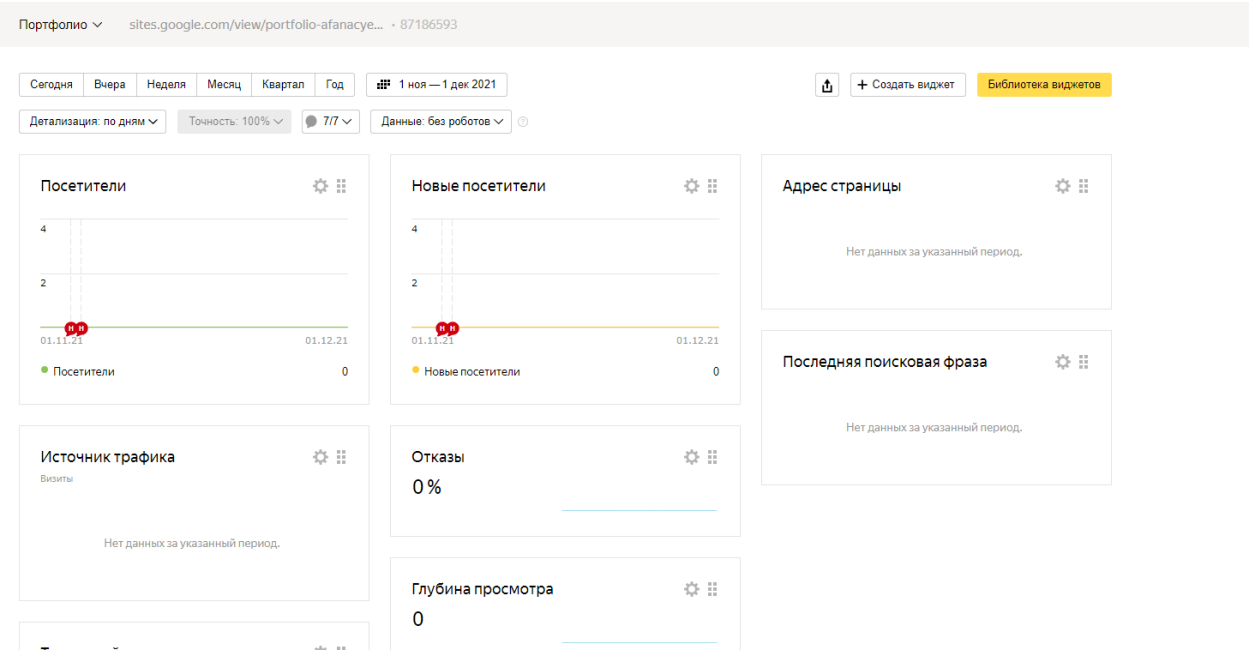 Портфолио sites.google.com/view/portfolio-afanacye... • 87186593
Сегодня Вчера Неделя Месяц Квартал Год 1 ноя — 1 дек 2021 + Создать виджет Библиотека виджетов
Детализация: по дням Точность: 100% 7/7 Данные: без роботов ?
Посетители
4
2
Н Н
01.11.21 01.12.21
Посетители 0
Новые посетители
4
2
Н Н
01.11.21 01.12.21
Новые посетители 0
Адрес страницы
Нет данных за указанный период.
Последняя поисковая фраза
Нет данных за указанный период.
Источник трафика
Визиты
Нет данных за указанный период.
Отказы
0 %
Глубина просмотра
0